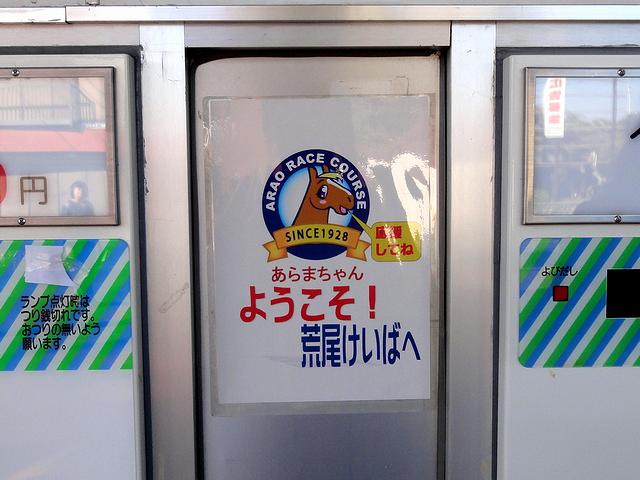 円
ランプ点灯時は
つり銭切れです。
おつりの無いよう
願います。
ARAO RACE COURSE
SINCE 1928
応援
してね
あらまちゃん
ようこそ！
荒尾けいばへ
よびだし